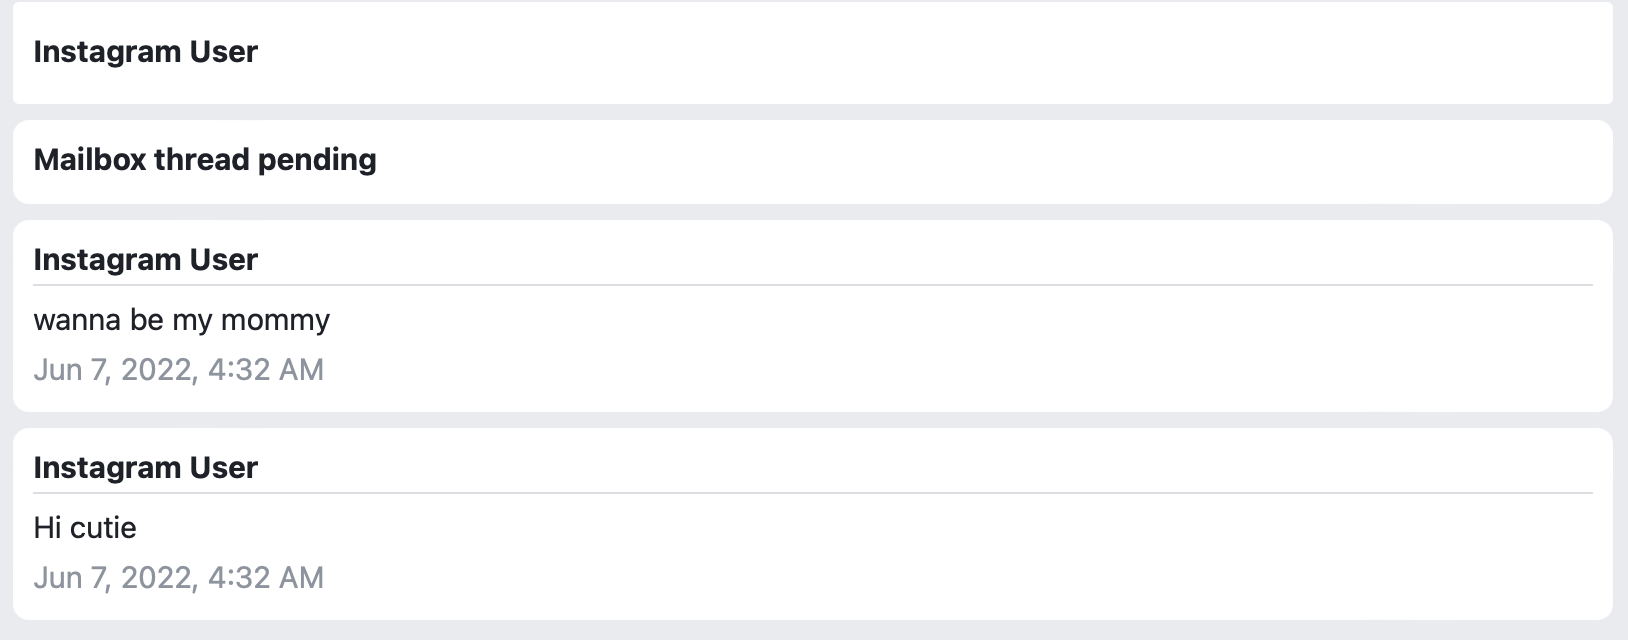 Instagram User
Mailbox thread pending
Instagram User
wanna be my mommy
Jun 7, 2022, 4:32 AM
Instagram User
Hi cutie
Jun 7, 2022, 4:32 AM